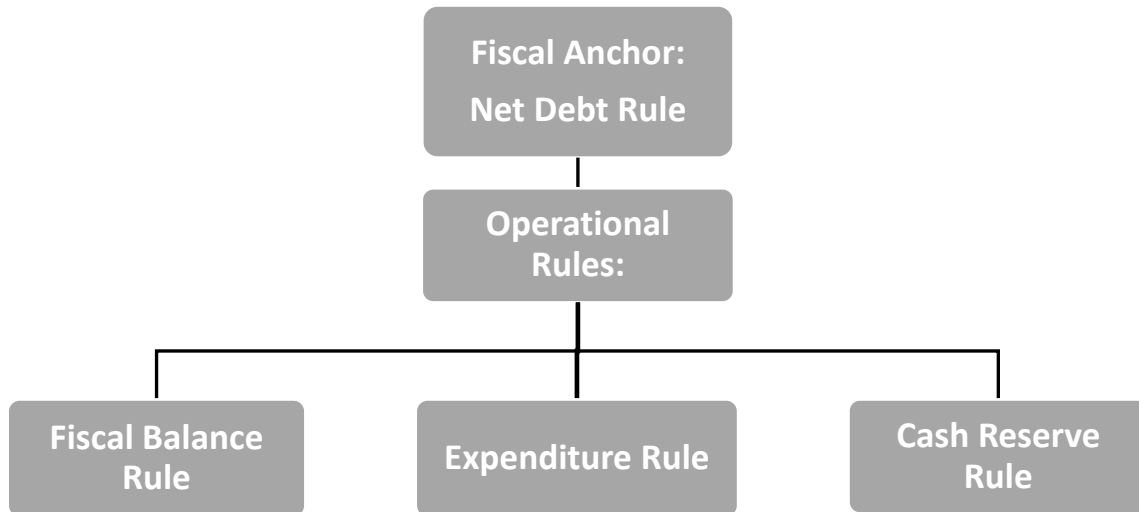 Fiscal Anchor:
Net Debt Rule
Operational
Rules:
Fiscal Balance
Rule
Expenditure Rule
Cash Reserve
Rule